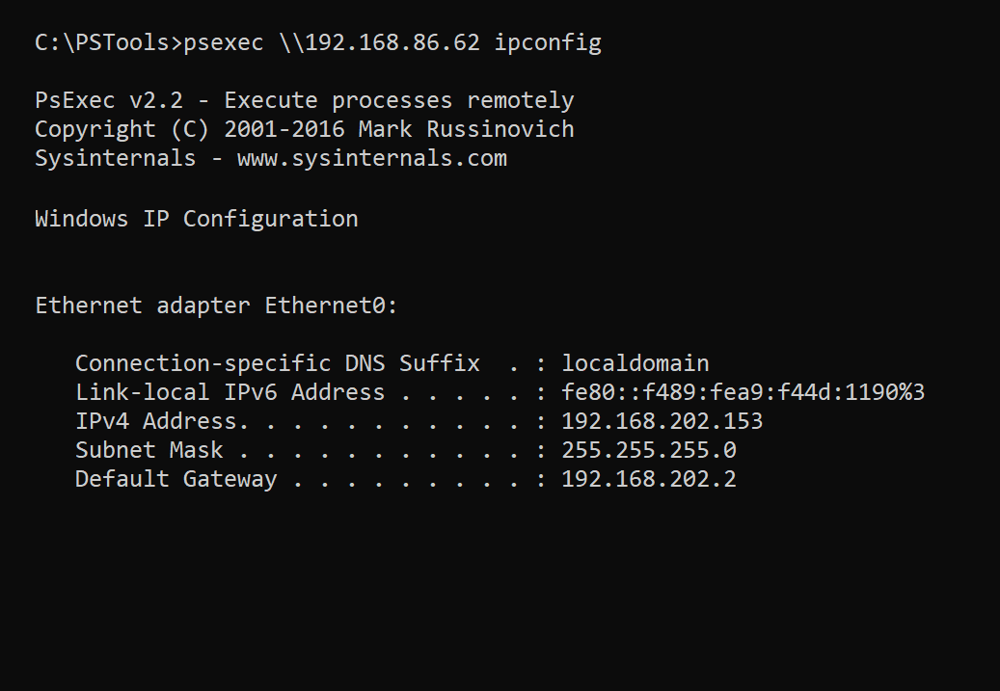 C:\PSTools>psexec \\192.168.86.62 ipconfig
PsExec v2.2 - Execute processes remotely
Copyright (C) 2001-2016 Mark Russinovich
Sysinternals - www.sysinternals.com
Windows IP Configuration
Ethernet adapter Ethernet0:
Connection-specific DNS Suffix  . : localdomain
Link-local IPv6 Address . . . . . : fe80::f489:fea9:f44d:1190%3
IPv4 Address. . . . . . . . . . . : 192.168.202.153
Subnet Mask . . . . . . . . . . . : 255.255.255.0
Default Gateway . . . . . . . . . : 192.168.202.2